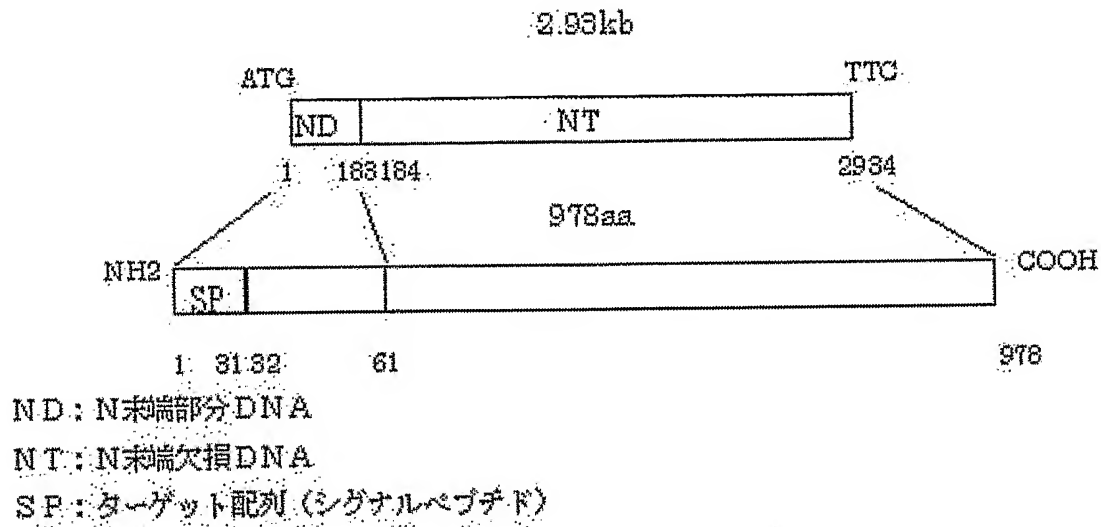 2.93kb
ATG TTG
ND NT
1 183184 2934
978aa
NH2 COOH
SP
1 31 32 61 978
ND:N末端部分DNA
NT:N末端欠損DNA
SP:ターゲット配列(シグナルペプチド)